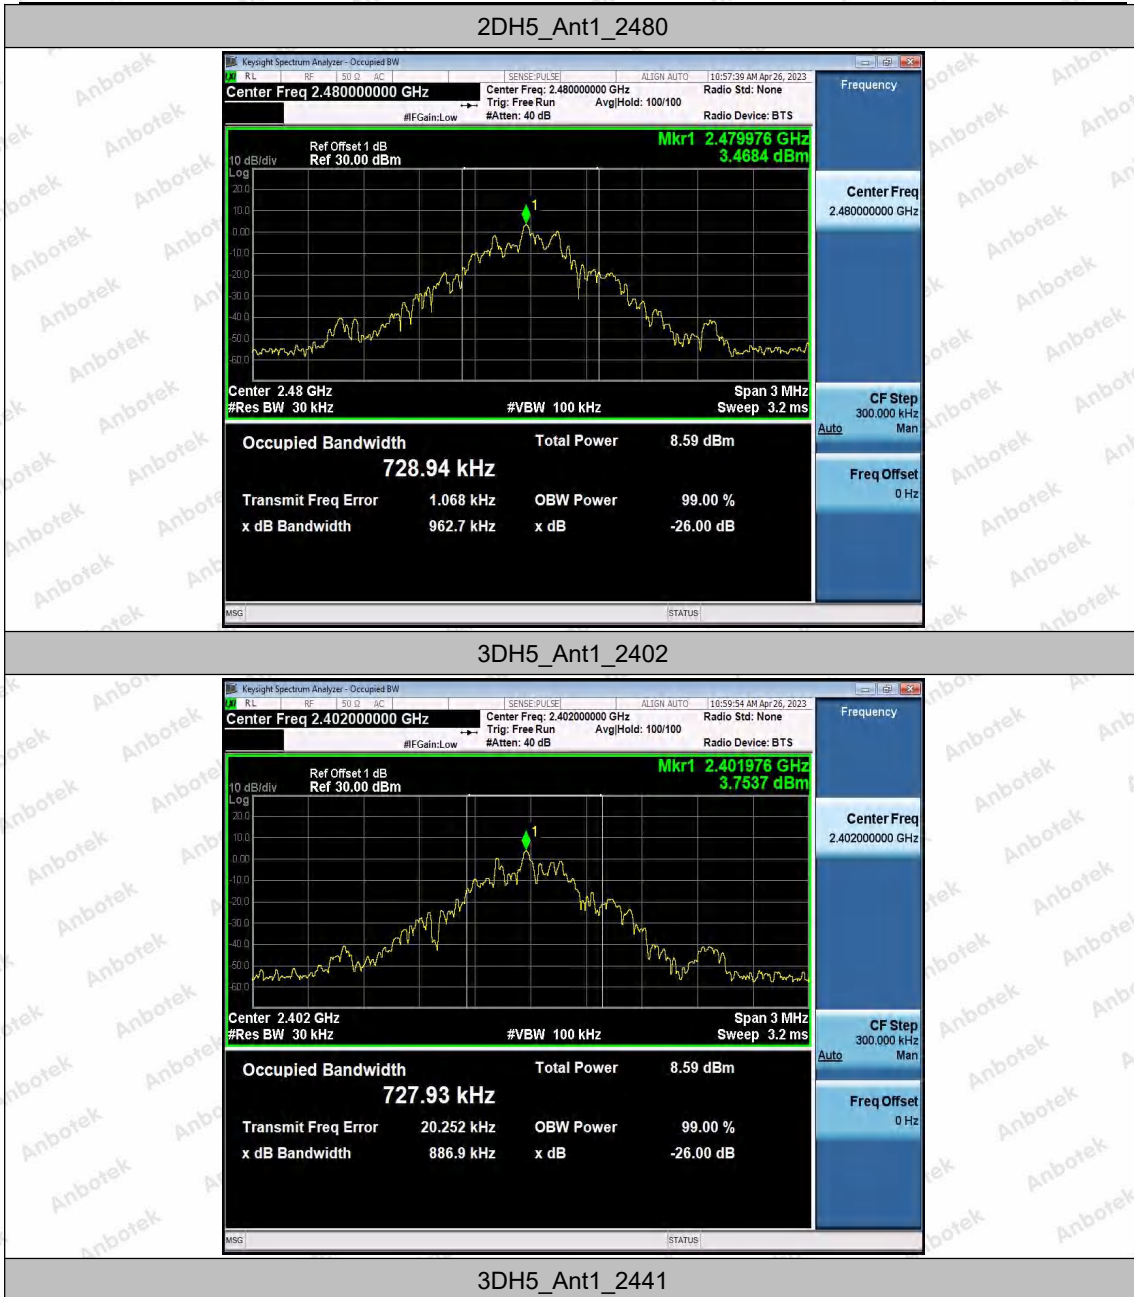 2DH5_Ant1_2480
Keysight Spectrum Analyzer - Occupied BW
RL RF 50 Ω AC SENSE:PULSE ALIGN AUTO 10:57:39 AM Apr 26, 2023
Center Freq 2.480000000 GHz Center Freq: 2.480000000 GHz Radio Std: None Frequency
Trig: Free Run Avg|Hold: 100/100
#IFGain:Low #Atten: 40 dB Radio Device: BTS
Mkr1 2.479976 GHz
3.4684 dBm
Ref Offset 1 dB
10 dB/div Ref 30.00 dBm
Log
20.0
10.0
0.00
-10.0
-20.0
-30.0
-40.0
-50.0
-60.0
1
Center Freq
2.480000000 GHz
Center 2.48 GHz Span 3 MHz
#Res BW 30 kHz #VBW 100 kHz Sweep 3.2 ms
CF Step
300.000 kHz
Auto Man
Occupied Bandwidth Total Power 8.59 dBm
728.94 kHz
Freq Offset
0 Hz
Transmit Freq Error 1.068 kHz OBW Power 99.00 %
x dB Bandwidth 962.7 kHz x dB -26.00 dB
MSG STATUS
3DH5_Ant1_2402
Keysight Spectrum Analyzer - Occupied BW
RL RF 50 Ω AC SENSE:PULSE ALIGN AUTO 10:59:54 AM Apr 26, 2023
Center Freq 2.402000000 GHz Center Freq: 2.402000000 GHz Radio Std: None Frequency
Trig: Free Run Avg|Hold: 100/100
#IFGain:Low #Atten: 40 dB Radio Device: BTS
Mkr1 2.401976 GHz
3.7537 dBm
Ref Offset 1 dB
10 dB/div Ref 30.00 dBm
Log
20.0
10.0
0.00
-10.0
-20.0
-30.0
-40.0
-50.0
-60.0
1
Center Freq
2.402000000 GHz
Center 2.402 GHz Span 3 MHz
#Res BW 30 kHz #VBW 100 kHz Sweep 3.2 ms
CF Step
300.000 kHz
Auto Man
Occupied Bandwidth Total Power 8.59 dBm
727.93 kHz
Freq Offset
0 Hz
Transmit Freq Error 20.252 kHz OBW Power 99.00 %
x dB Bandwidth 886.9 kHz x dB -26.00 dB
MSG STATUS
3DH5_Ant1_2441
Anbotek